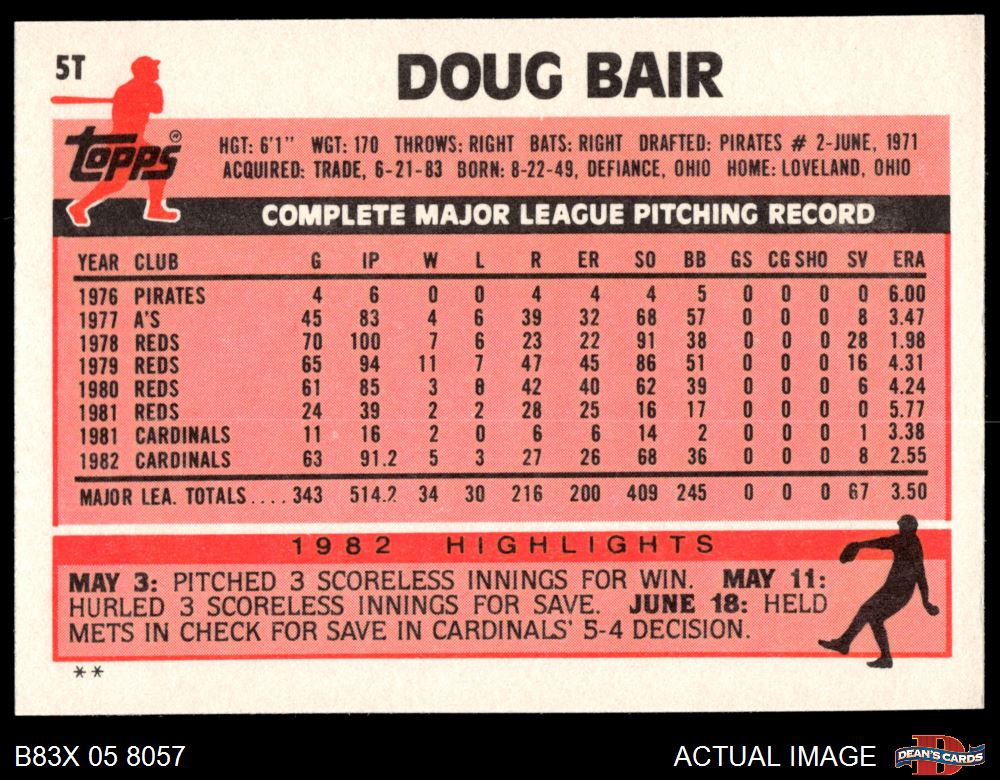 5T
DOUG BAIR
topps
HGT: 6'1" WGT: 170 THROWS: RIGHT BATS: RIGHT DRAFTED: PIRATES # 2-JUNE, 1971
ACQUIRED: TRADE, 6-21-83 BORN: 8-22-49, DEFIANCE, OHIO HOME: LOVELAND, OHIO
COMPLETE MAJOR LEAGUE PITCHING RECORD
YEAR CLUB G IP W L R ER SO BB GS CG SHO SV ERA
1976 PIRATES 4 6 0 0 4 4 4 5 0 0 0 0 6.00
1977 A'S 45 83 4 6 39 32 68 57 0 0 0 8 3.47
1978 REDS 70 100 7 6 23 22 91 38 0 0 0 28 1.98
1979 REDS 65 94 11 7 47 45 86 51 0 0 0 16 4.31
1980 REDS 61 85 3 42 40 62 39 0 0 0 6 4.24
1981 REDS 24 39 2 2 28 25 16 17 0 0 0 0 5.77
1981 CARDINALS 11 16 2 0 6 6 14 2 0 0 0 1 3.38
1982 CARDINALS 63 91.2 5 3 27 26 68 36 0 0 0 8 2.55
MAJOR LEA. TOTALS.... 343 514.2 34 30 216 200 409 245 0 0 0 67 3.50
1982 HIGHLIGHTS
MAY 3: PITCHED 3 SCORELESS INNINGS FOR WIN. MAY 11:
HURLED 3 SCORELESS INNINGS FOR SAVE. JUNE 18: HELD
METS IN CHECK FOR SAVE IN CARDINALS' 5-4 DECISION.
**
B83X 05 8057
ACTUAL IMAGE
DEAN'S CARDS